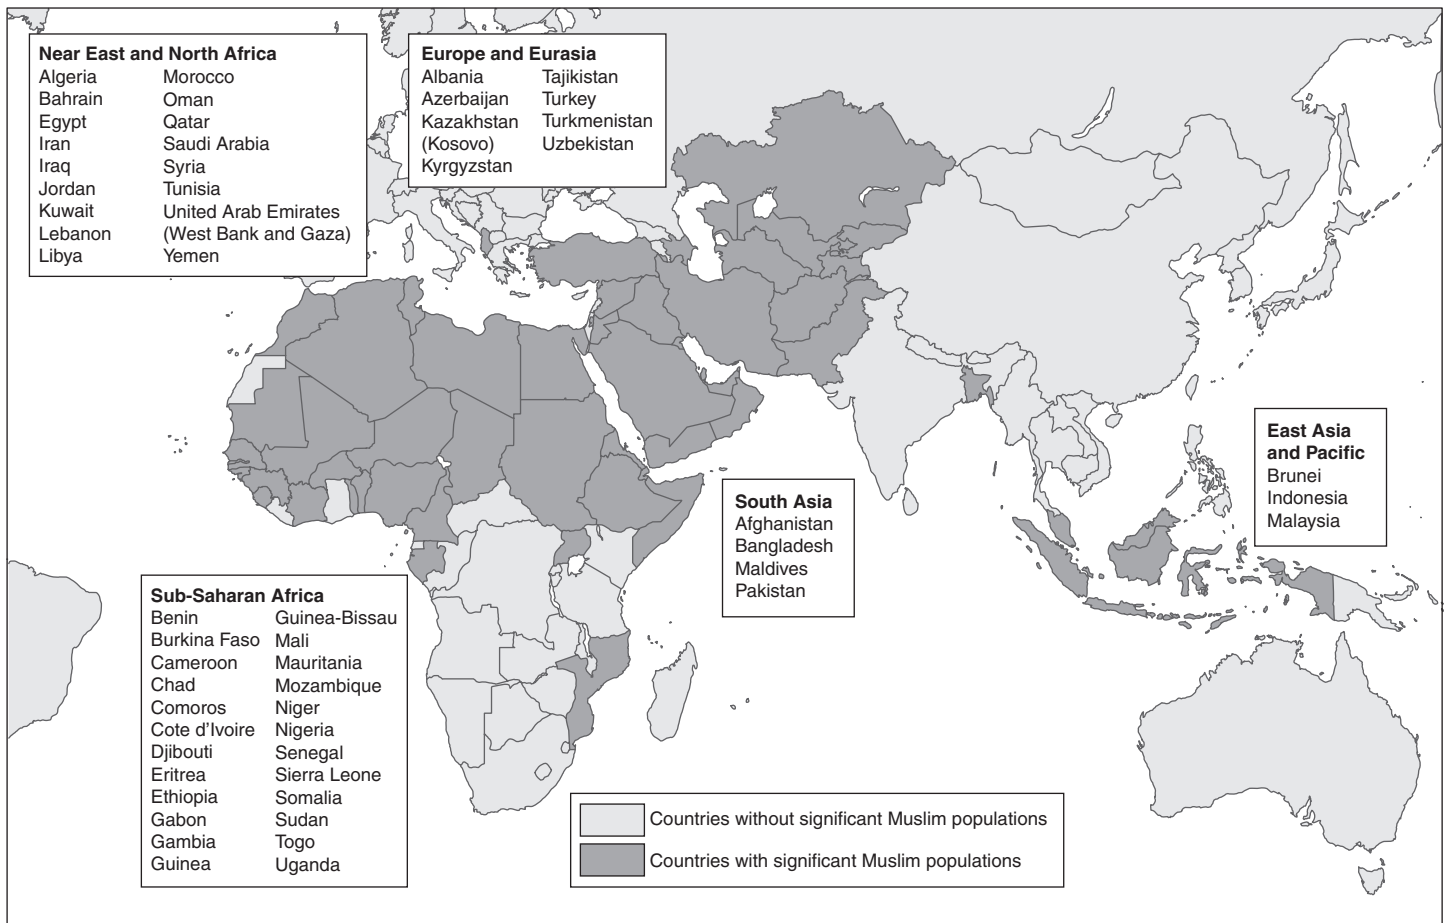 Near East and North Africa
Algeria Morocco
Bahrain Oman
Egypt Qatar
Iran Saudi Arabia
Iraq Syria
Jordan Tunisia
Kuwait United Arab Emirates
Lebanon (West Bank and Gaza)
Libya Yemen
Europe and Eurasia
Albania Tajikistan
Azerbaijan Turkey
Kazakhstan Turkmenistan
(Kosovo) Uzbekistan
Kyrgyzstan
East Asia
and Pacific
Brunei
Indonesia
Malaysia
South Asia
Afghanistan
Bangladesh
Maldives
Pakistan
Sub-Saharan Africa
Benin Guinea-Bissau
Burkina Faso Mali
Cameroon Mauritania
Chad Mozambique
Comoros Niger
Cote d'Ivoire Nigeria
Djibouti Senegal
Eritrea Sierra Leone
Ethiopia Somalia
Gabon Sudan
Gambia Togo
Guinea Uganda
Countries without significant Muslim populations
Countries with significant Muslim populations